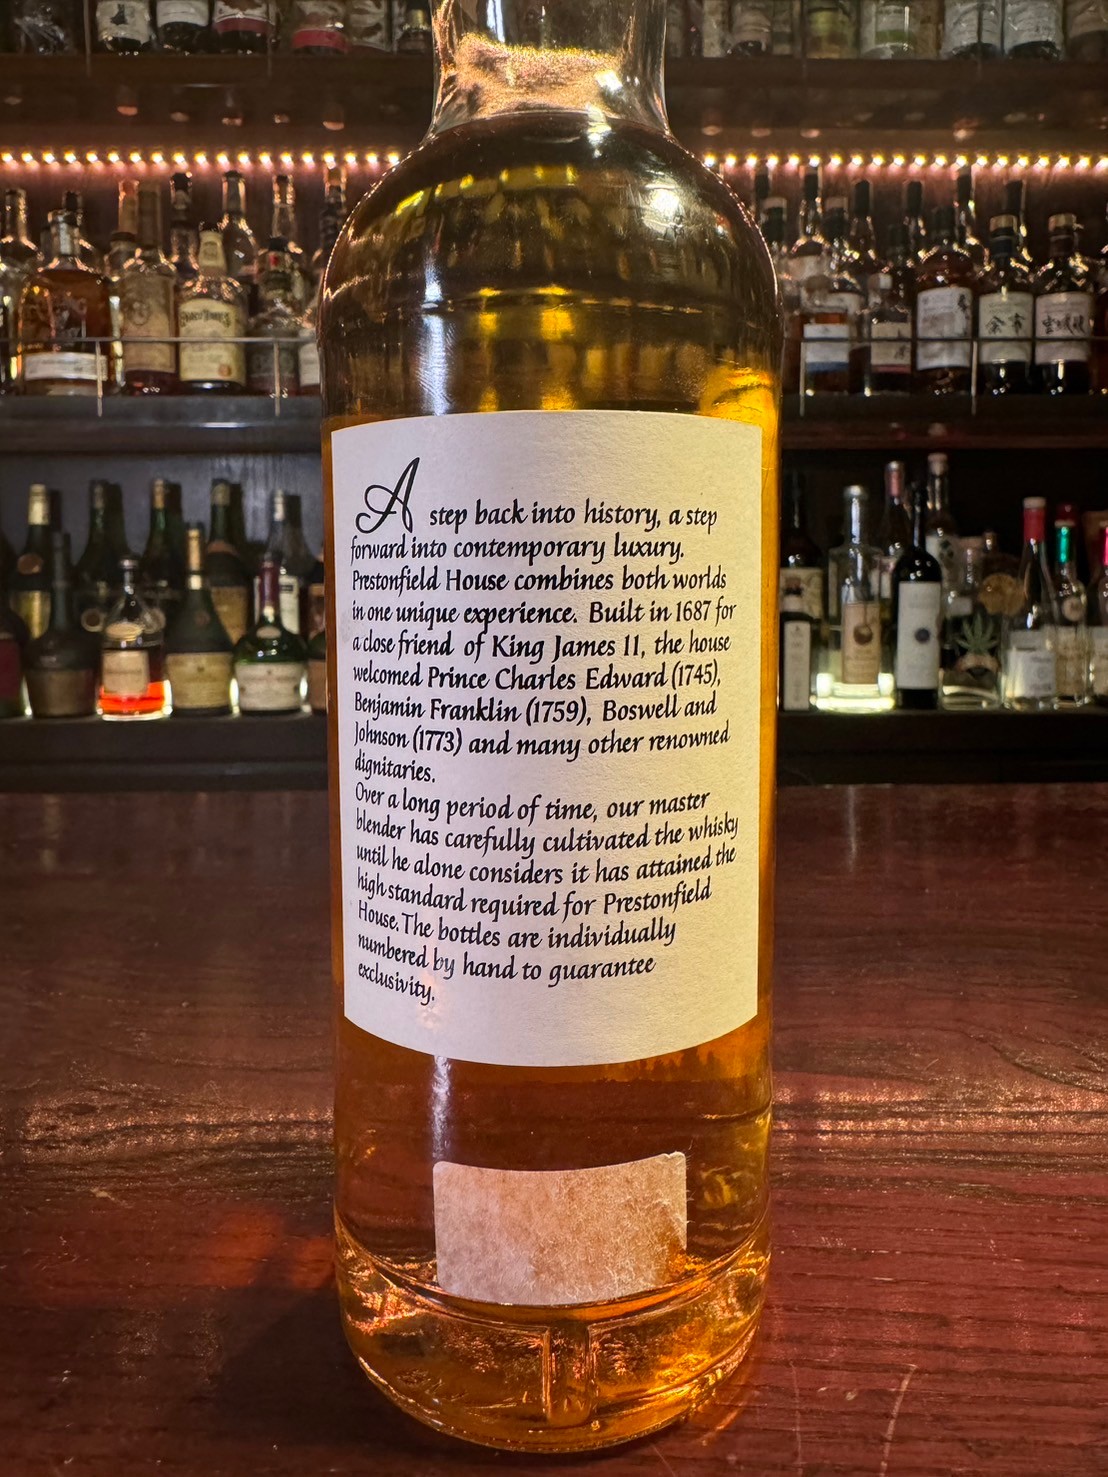 A step back into history, a step
forward into contemporary luxury.
Prestonfield House combines both worlds
in one unique experience. Built in 1687 for
a close friend of King James 11, the house
welcomed Prince Charles Edward (1745),
Benjamin Franklin (1759), Boswell and
Johnson (1773) and many other renowned
dignitaries.
Over a long period of time, our master
blender has carefully cultivated the whisky
until he alone considers it has attained the
high standard required for Prestonfield
House. The bottles are individually
numbered by hand to guarantee
exclusivity.